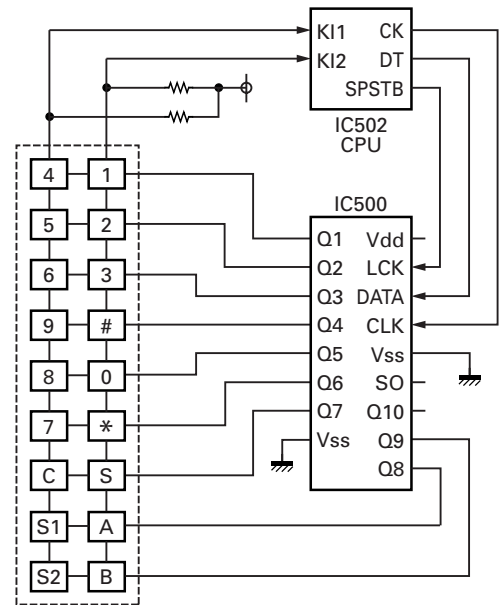 KI1 CK
KI2 DT
SPSTB
IC502
CPU
4 1
IC500
Q1 Vdd
5 2
Q2 LCK
6 3
Q3 DATA
9 #
Q4 CLK
8 0
Q5 Vss
7 *
Q6 SO
Q7 Q10
Vss Q9
C S
Q8
S1 A
S2 B